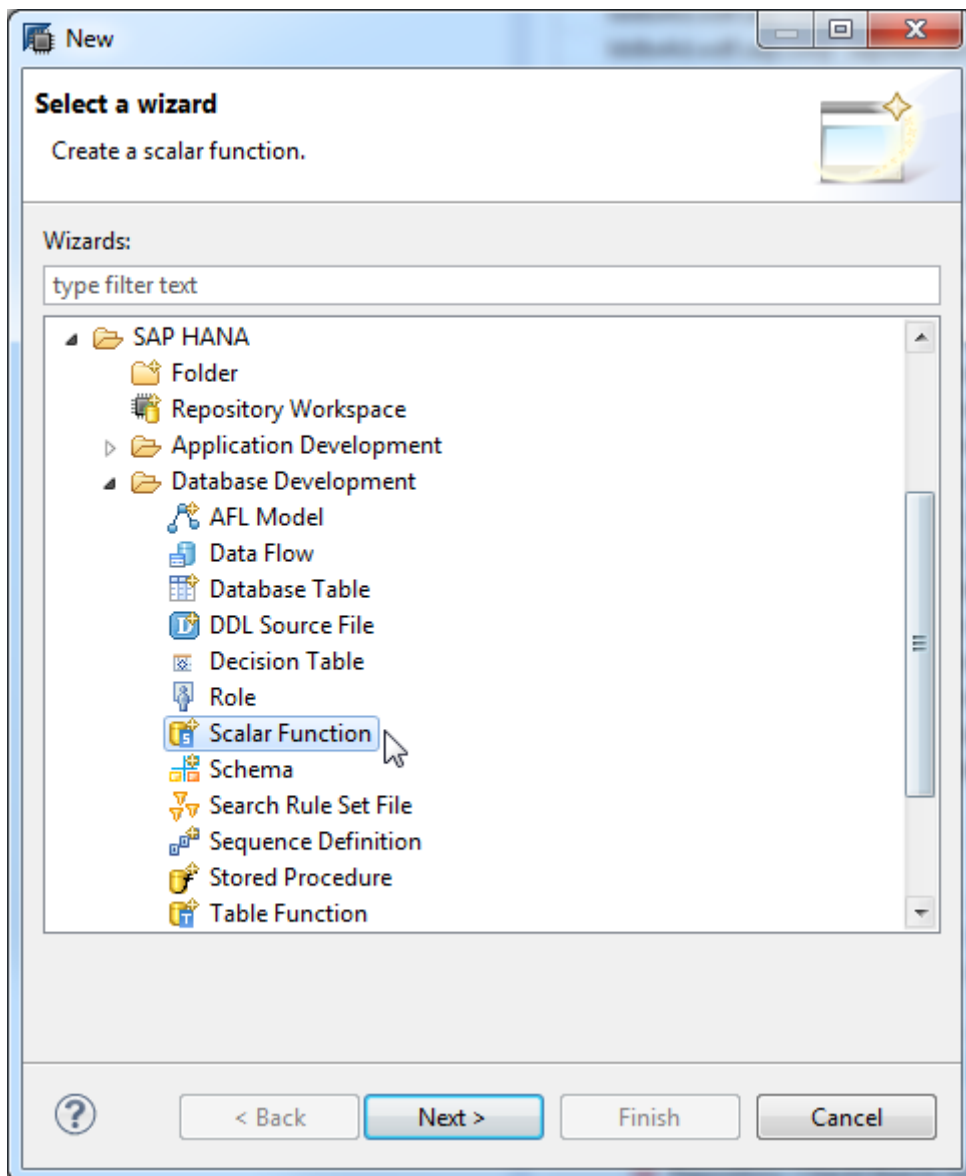 New
Select a wizard
Create a scalar function.
Wizards:
type filter text
SAP HANA
Folder
Repository Workspace
Application Development
Database Development
AFL Model
Data Flow
Database Table
DDL Source File
Decision Table
Role
Scalar Function
Schema
Search Rule Set File
Sequence Definition
Stored Procedure
Table Function
< Back Next > Finish Cancel